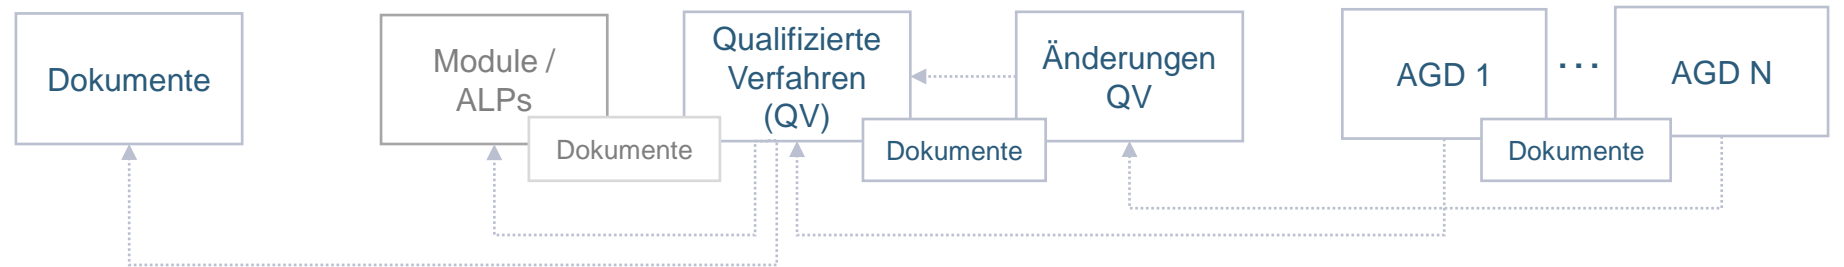 Dokumente
Module /
ALPs
Dokumente
Qualifizierte
Verfahren
(QV)
Dokumente
Änderungen
QV
AGD 1
...
AGD N
Dokumente